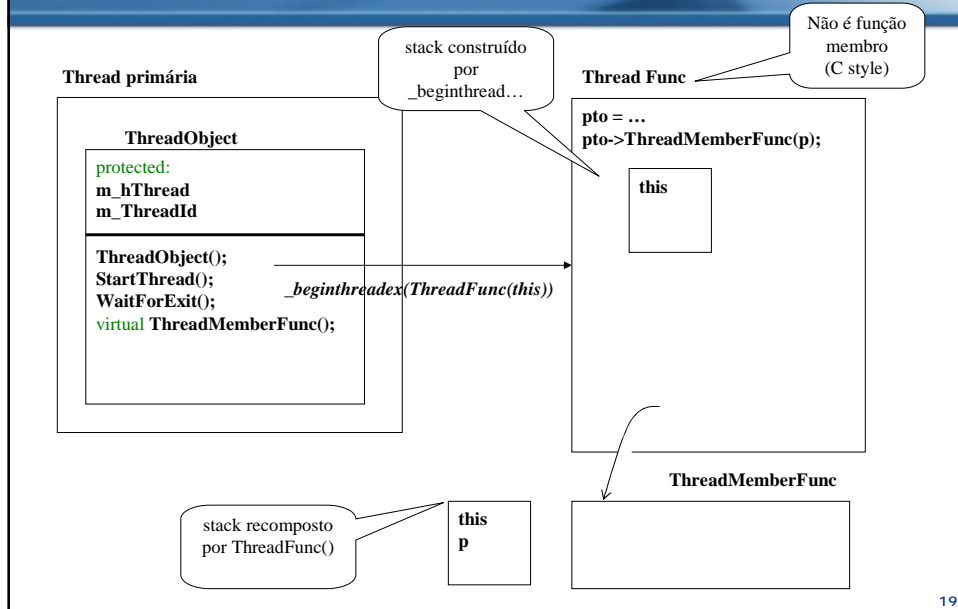 Não é função
membro
(C style)
stack construído
por
_beginthread…
Thread primária
Thread Func
ThreadObject
protected:
m_hThread
m_ThreadId
ThreadObject();
StartThread();
WaitForExit();
virtual ThreadMemberFunc();
_beginthreadex(ThreadFunc(this))
pto = …
pto->ThreadMemberFunc(p);
this
ThreadMemberFunc
stack recomposto
por ThreadFunc()
this
p
19